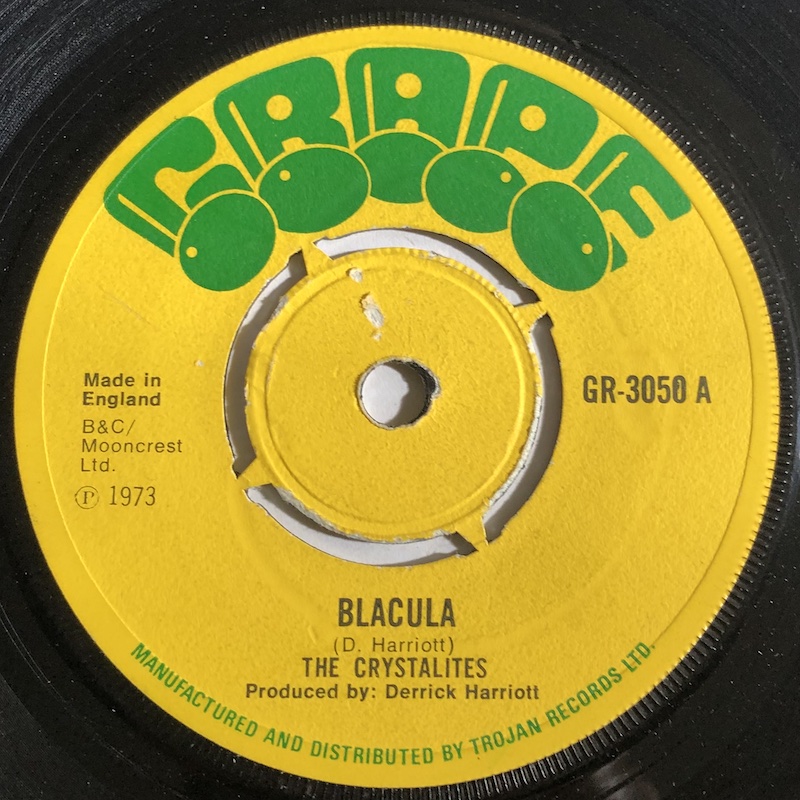 GRAPE
Made in
England
B&C/
Mooncrest
Ltd.
Ⓟ 1973
GR-3050 A
BLACULA
(D. Harriott)
THE CRYSTALITES
Produced by: Derrick Harriott
MANUFACTURED AND DISTRIBUTED BY TROJAN RECORDS LTD.